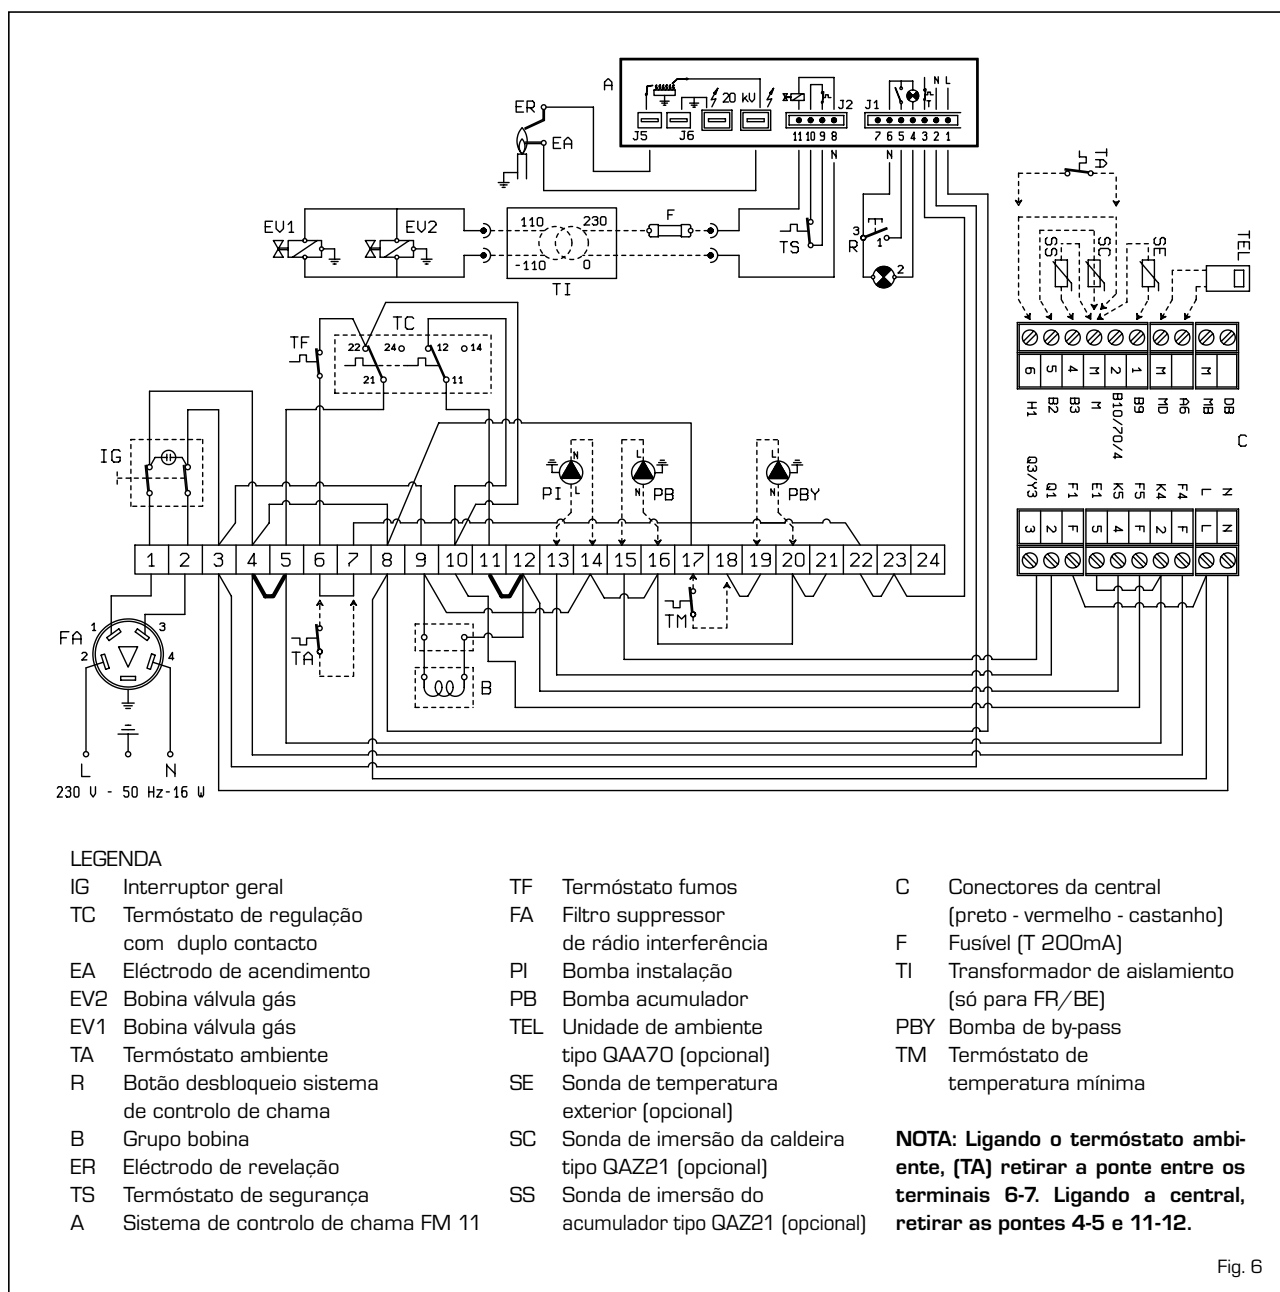 A
20 kV
J5
J6
J2
J1
N L
11 10 9 8
7 6 5 4 3 2 1
N
N
ER
EA
TA
EV1
EV2
110
230
-110
0
TI
F
TS
3
1
R
2
SS
SC
SE
TEL
TF
TC
22
24
12
14
21
11
6 5 4 M 2 1 M M
H1 B2 B3 M B10/70/4 B9 MD A6 MB DB
C
IG
N
L
PI
L
N
PB
L
N
PBY
Q3/Y3 Q1 F1 E1 K5 F5 K4 F4 L N
3 2 F 5 4 F 2 F L N
1 2 3 4 5 6 7 8 9 10 11 12 13 14 15 16 17 18 19 20 21 22 23 24
FA
1
3
2
4
TA
B
TM
L
N
230 V - 50 Hz-16 W
LEGENDA
IG Interruptor geral
TC Termóstato de regulação
com duplo contacto
EA Eléctrodo de acendimento
EV2 Bobina válvula gás
EV1 Bobina válvula gás
TA Termóstato ambiente
R Botão desbloqueio sistema
de controlo de chama
B Grupo bobina
ER Eléctrodo de revelação
TS Termóstato de segurança
A Sistema de controlo de chama FM 11
TF Termóstato fumos
FA Filtro suppressor
de rádio interferência
PI Bomba instalação
PB Bomba acumulador
TEL Unidade de ambiente
tipo QAA70 (opcional)
SE Sonda de temperatura
exterior (opcional)
SC Sonda de imersão da caldeira
tipo QAZ21 (opcional)
SS Sonda de imersão do
acumulador tipo QAZ21 (opcional)
C Conectores da central
(preto - vermelho - castanho)
F Fusível (T 200mA)
TI Transformador de aislamiento
(só para FR/BE)
PBY Bomba de by-pass
TM Termóstato de
temperatura mínima
NOTA: Ligando o termóstato ambi-
ente, (TA) retirar a ponte entre os
terminais 6-7. Ligando a central,
retirar as pontes 4-5 e 11-12.
Fig. 6